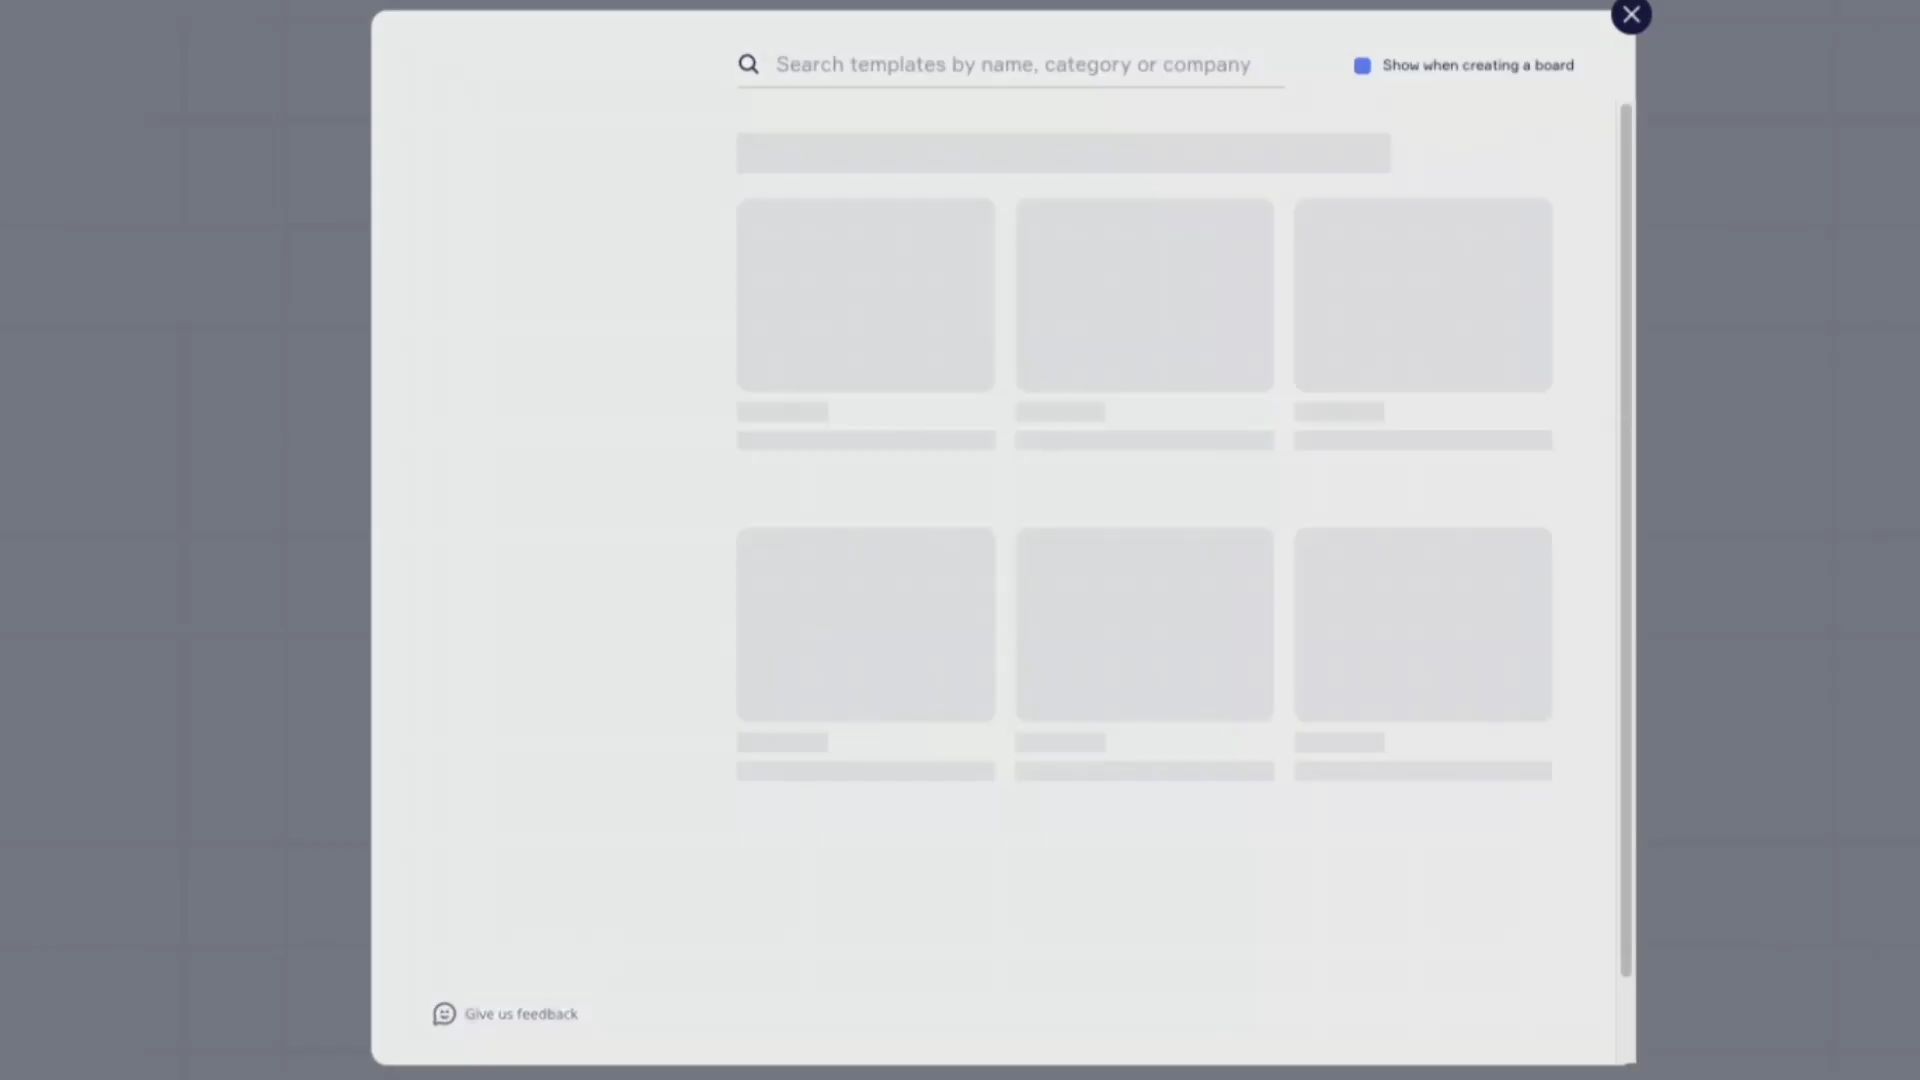 Search templates by name, category or company
Show when creating a board
Give us feedback